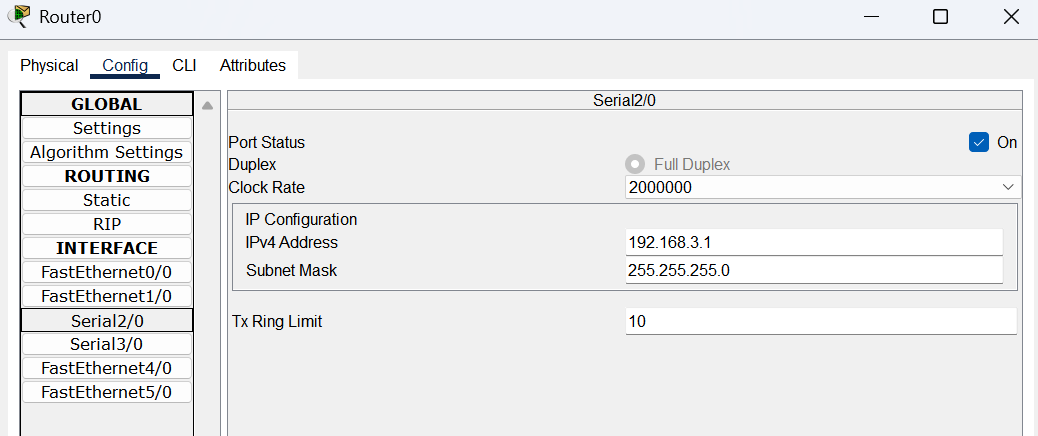 Router0
Physical Config CLI Attributes
GLOBAL
Settings
Algorithm Settings
ROUTING
Static
RIP
INTERFACE
FastEthernet0/0
FastEthernet1/0
Serial2/0
Serial3/0
FastEthernet4/0
FastEthernet5/0
Serial2/0
Port Status On
Duplex Full Duplex
Clock Rate 2000000
IP Configuration
IPv4 Address 192.168.3.1
Subnet Mask 255.255.255.0
Tx Ring Limit 10